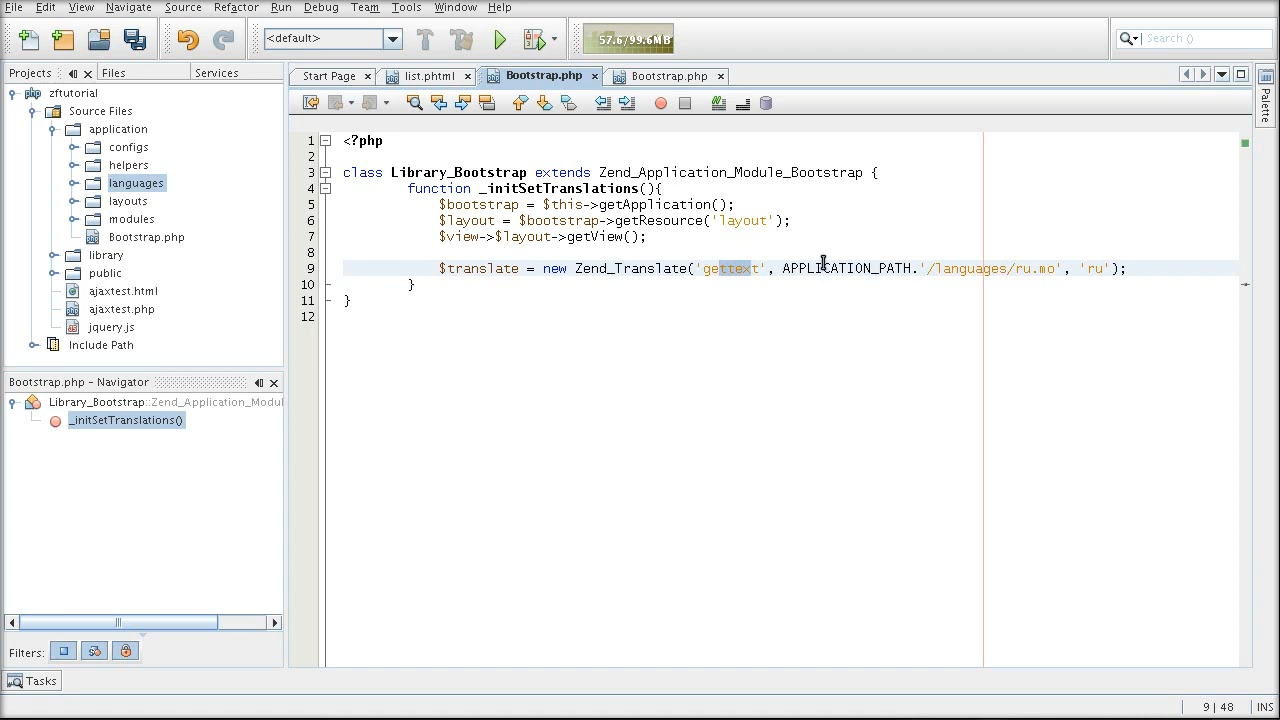 File Edit View Navigate Source Refactor Run Debug Team Tools Window Help
<default> 57.6/99.6MB Search ()
Projects Files Services
Start Page list.phtml Bootstrap.php Bootstrap.php
Palette
zftutorial
Source Files
application
configs
helpers
languages
layouts
modules
Bootstrap.php
library
public
ajaxtest.html
ajaxtest.php
jquery.js
Include Path
1 <?php
2
3 class Library_Bootstrap extends Zend_Application_Module_Bootstrap {
4 function _initSetTranslations(){
5 $bootstrap = $this->getApplication();
6 $layout = $bootstrap->getResource('layout');
7 $view->$layout->getView();
8
9 $translate = new Zend_Translate('gettext', APPLICATION_PATH.'/languages/ru.mo', 'ru');
10 }
11 }
12
Bootstrap.php - Navigator
Library_Bootstrap::Zend_Application_Modul
_initSetTranslations()
Filters:
Tasks
9 | 48 INS